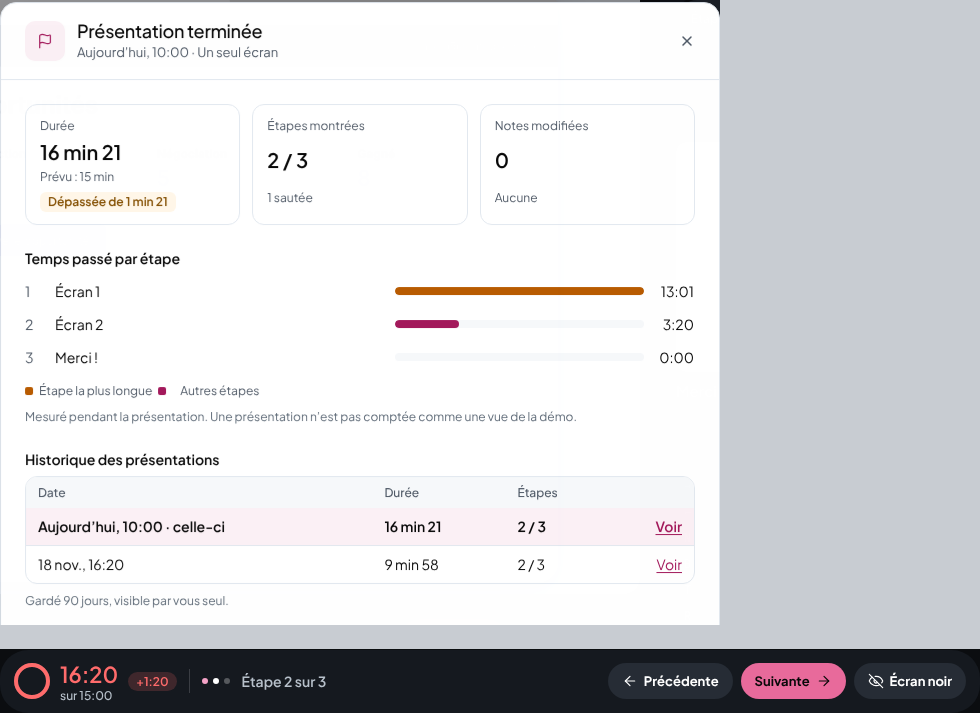 Présentation terminée
Aujourd'hui, 10:00 · Un seul écran
Durée
16 min 21
Prévu : 15 min
Dépassée de 1 min 21
Étapes montrées
2 / 3
1 sautée
Notes modifiées
0
Aucune
Temps passé par étape
1 Écran 1 13:01
2 Écran 2 3:20
3 Merci ! 0:00
Étape la plus longue Autres étapes
Mesuré pendant la présentation. Une présentation n'est pas comptée comme une vue de la démo.
Historique des présentations
Date Durée Étapes
Aujourd'hui, 10:00 · celle-ci 16 min 21 2 / 3 Voir
18 nov., 16:20 9 min 58 2 / 3 Voir
Gardé 90 jours, visible par vous seul.
16:20
sur 15:00
+1:20
Étape 2 sur 3
Précédente
Suivante
Écran noir